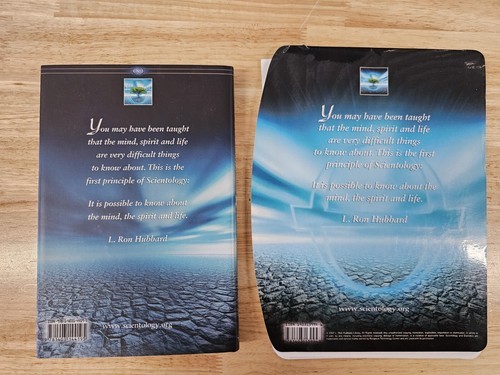 You may have been taught
that the mind, spirit and life
are very difficult things
to know about. This is the
first principle of Scientology:
It is possible to know about
the mind, the spirit and life.
L. Ron Hubbard
www.scientology.org
You may have been taught
that the mind, spirit and life
are very difficult things
to know about. This is the first
principle of Scientology:
It is possible to know about the
mind, the spirit and life.
L. Ron Hubbard
www.scientology.org